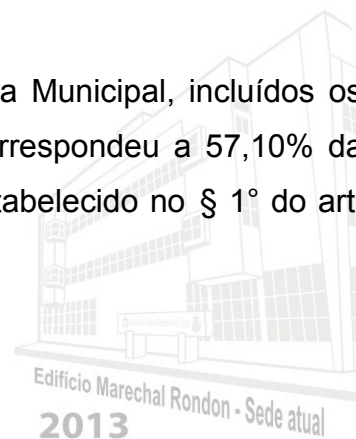 a Municipal, incluídos os
rrespondeu a 57,10% da
tabelecido no § 1° do art
Edifício Marechal Rondon - Sede atual
2013